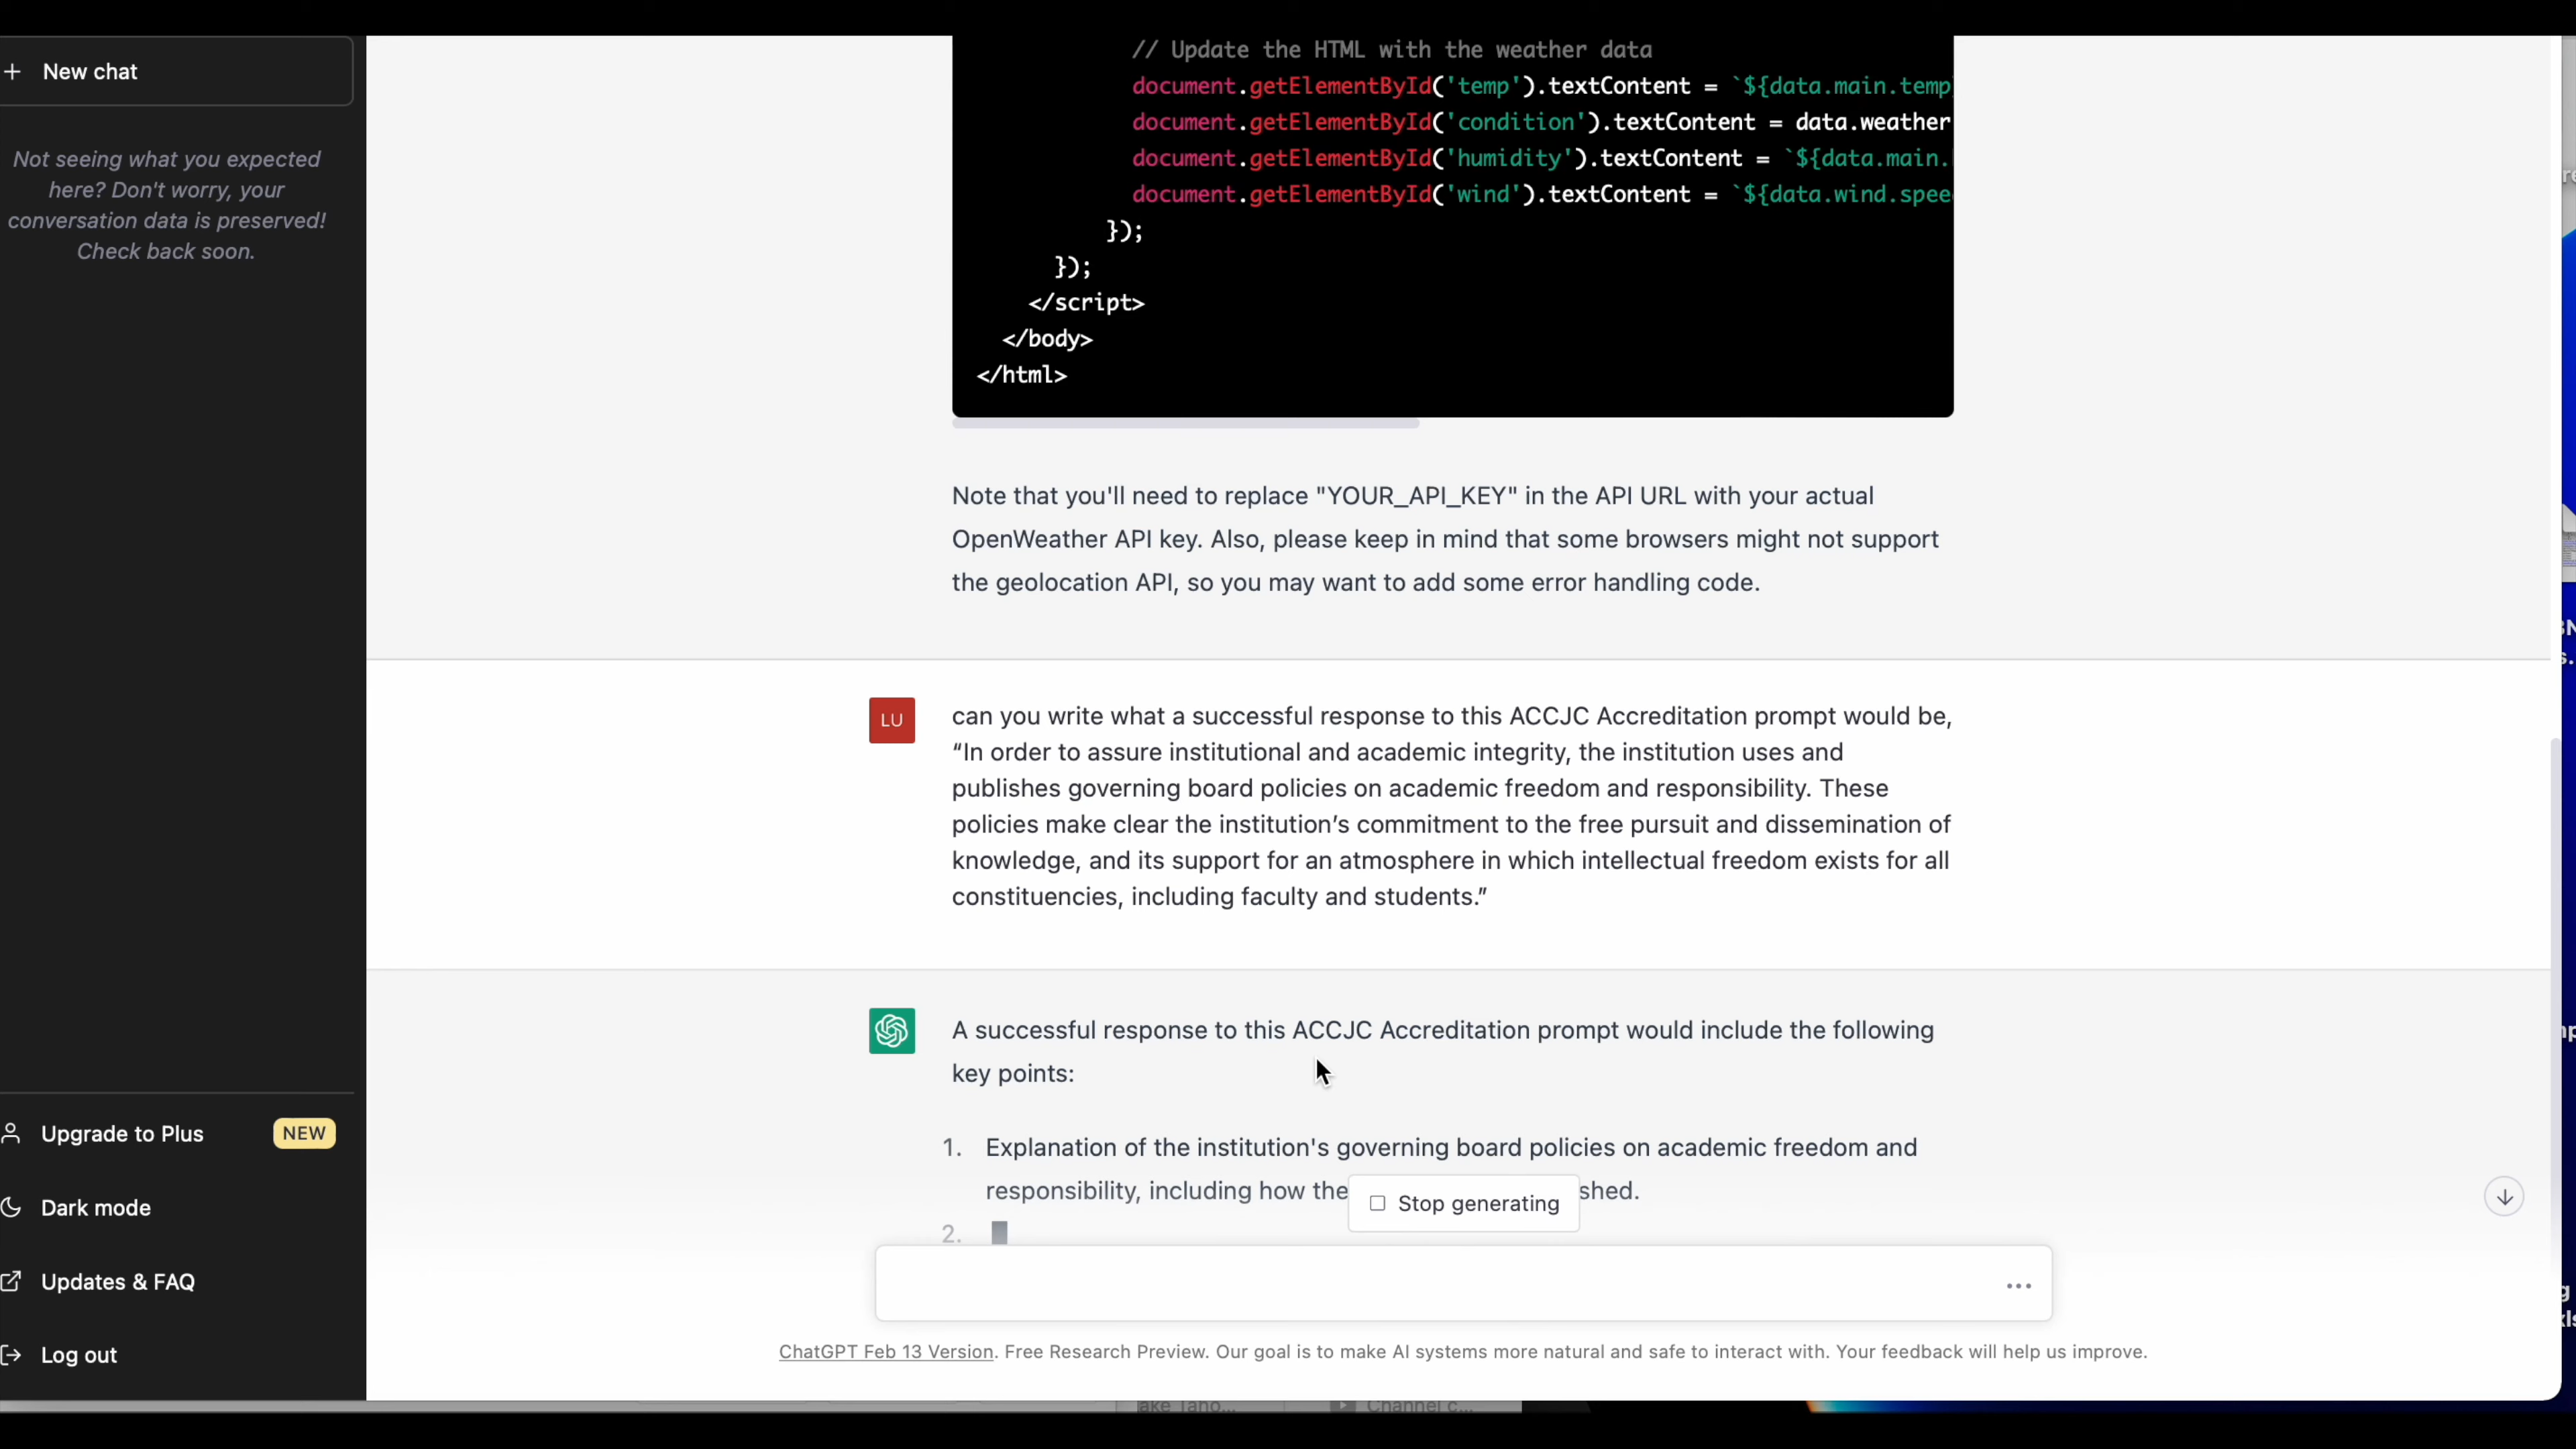 New chat
Not seeing what you expected
here? Don't worry, your
conversation data is preserved!
Check back soon.
Upgrade to Plus NEW
Dark mode
Updates & FAQ
Log out
// Update the HTML with the weather data
document.getElementById('temp').textContent = `${data.main.temp
document.getElementById('condition').textContent = data.weather
document.getElementById('humidity').textContent = `${data.main.
document.getElementById('wind').textContent = `${data.wind.spee
});
});
</script>
</body>
</html>
Note that you'll need to replace "YOUR_API_KEY" in the API URL with your actual
OpenWeather API key. Also, please keep in mind that some browsers might not support
the geolocation API, so you may want to add some error handling code.
LU
can you write what a successful response to this ACCJC Accreditation prompt would be,
“In order to assure institutional and academic integrity, the institution uses and
publishes governing board policies on academic freedom and responsibility. These
policies make clear the institution’s commitment to the free pursuit and dissemination of
knowledge, and its support for an atmosphere in which intellectual freedom exists for all
constituencies, including faculty and students.”
A successful response to this ACCJC Accreditation prompt would include the following
key points:
1. Explanation of the institution's governing board policies on academic freedom and
responsibility, including how the shed.
Stop generating
2.
ChatGPT Feb 13 Version. Free Research Preview. Our goal is to make AI systems more natural and safe to interact with. Your feedback will help us improve.